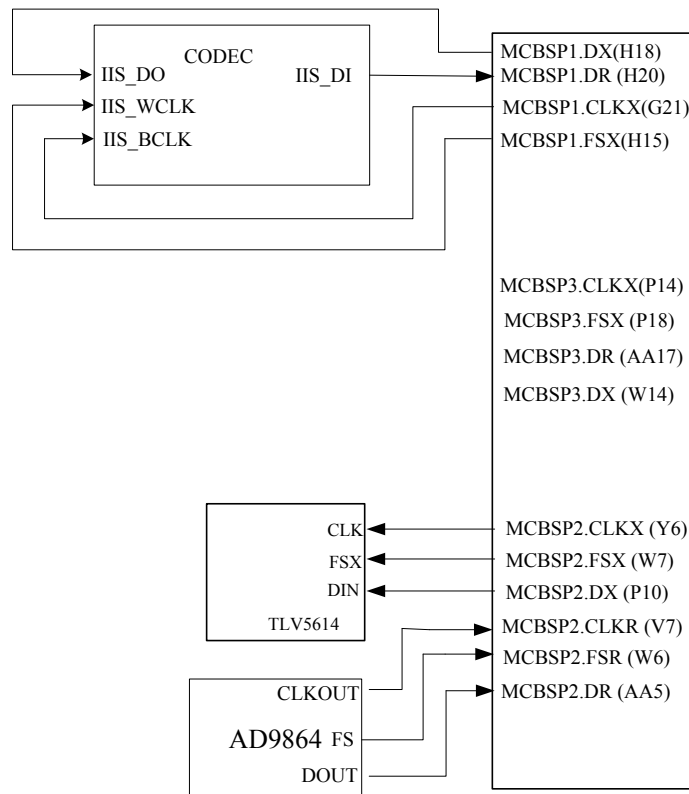 CODEC
IIS_DO
IIS_DI
IIS_WCLK
IIS_BCLK
MCBSP1.DX(H18)
MCBSP1.DR (H20)
MCBSP1.CLKX(G21)
MCBSP1.FSX(H15)
MCBSP3.CLKX(P14)
MCBSP3.FSX (P18)
MCBSP3.DR (AA17)
MCBSP3.DX (W14)
CLK
FSX
DIN
TLV5614
MCBSP2.CLKX (Y6)
MCBSP2.FSX (W7)
MCBSP2.DX (P10)
MCBSP2.CLKR (V7)
MCBSP2.FSR (W6)
MCBSP2.DR (AA5)
CLKOUT
AD9864 FS
DOUT